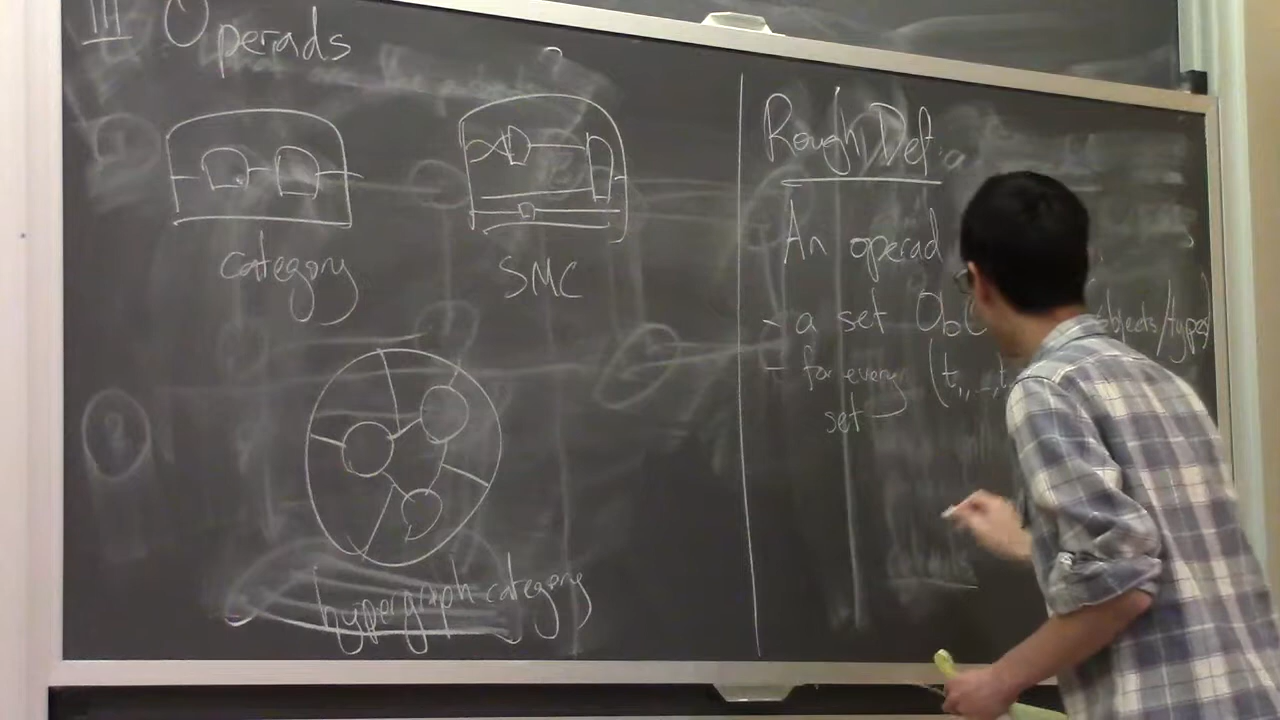 III Operads
category
SMC
hypergraph category
Rough Def:
An operad
- a set Ob objects/types
- for every (t₁, ..., t
set